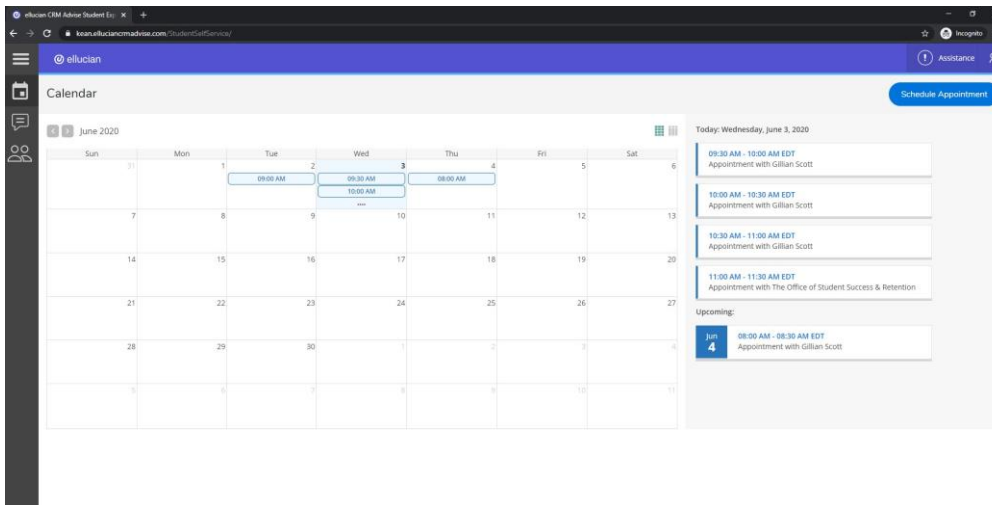 ellucian CRM Advise Student Exp
kean.elluciancrmadvise.com/StudentSelfService/
Incognito
ellucian
Assistance
Calendar
Schedule Appointment
June 2020
Today: Wednesday, June 3, 2020
Sun Mon Tue Wed Thu Fri Sat
31 1 2 3 4 5 6
09:00 AM 09:30 AM 08:00 AM
10:00 AM
7 8 9 10 11 12 13
14 15 16 17 18 19 20
21 22 23 24 25 26 27
28 29 30 1 2 3 4
5 6 7 8 9 10 11
09:30 AM - 10:00 AM EDT
Appointment with Gillian Scott
10:00 AM - 10:30 AM EDT
Appointment with Gillian Scott
10:30 AM - 11:00 AM EDT
Appointment with Gillian Scott
11:00 AM - 11:30 AM EDT
Appointment with The Office of Student Success & Retention
Upcoming:
Jun
4
08:00 AM - 08:30 AM EDT
Appointment with Gillian Scott